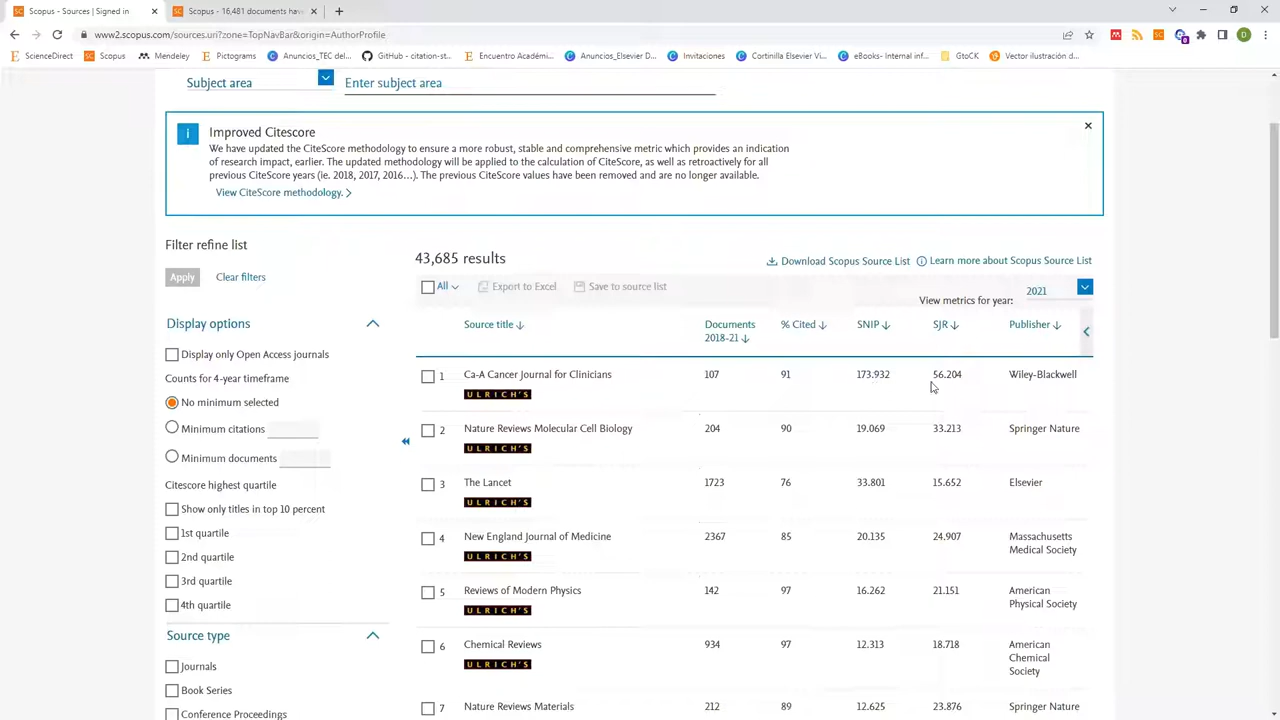 Scopus - Sources | Signed in
Scopus - 16,481 documents hav
www2.scopus.com/sources.uri?zone=TopNavBar&origin=AuthorProfile
ScienceDirect
Scopus
Mendeley
Pictograms
Anuncios_TEC del...
GitHub - citation-st...
Encuentro Académi...
Anuncios_Elsevier D...
Invitaciones
Cortinilla Elsevier Vi...
eBooks- Internal inf...
GtoCK
Vector ilustración d...
Subject area
Enter subject area
Improved Citescore
We have updated the CiteScore methodology to ensure a more robust, stable and comprehensive metric which provides an indication
of research impact, earlier. The updated methodology will be applied to the calculation of CiteScore, as well as retroactively for all
previous CiteScore years (ie. 2018, 2017, 2016...). The previous CiteScore values have been removed and are no longer available.
View CiteScore methodology. >
Filter refine list
Apply Clear filters
Display options
Display only Open Access journals
Counts for 4-year timeframe
No minimum selected
Minimum citations
Minimum documents
Citescore highest quartile
Show only titles in top 10 percent
1st quartile
2nd quartile
3rd quartile
4th quartile
Source type
Journals
Book Series
Conference Proceedings
43,685 results
Download Scopus Source List
Learn more about Scopus Source List
All
Export to Excel
Save to source list
View metrics for year:
2021
Source title
Documents
2018-21
% Cited
SNIP
SJR
Publisher
1 Ca-A Cancer Journal for Clinicians 107 91 173.932 56.204 Wiley-Blackwell
ULRICH'S
2 Nature Reviews Molecular Cell Biology 204 90 19.069 33.213 Springer Nature
ULRICH'S
3 The Lancet 1723 76 33.801 15.652 Elsevier
ULRICH'S
4 New England Journal of Medicine 2367 85 20.135 24.907 Massachusetts
Medical Society
ULRICH'S
5 Reviews of Modern Physics 142 97 16.262 21.151 American
Physical Society
ULRICH'S
6 Chemical Reviews 934 97 12.313 18.718 American
Chemical
Society
ULRICH'S
7 Nature Reviews Materials 212 89 12.625 23.876 Springer Nature